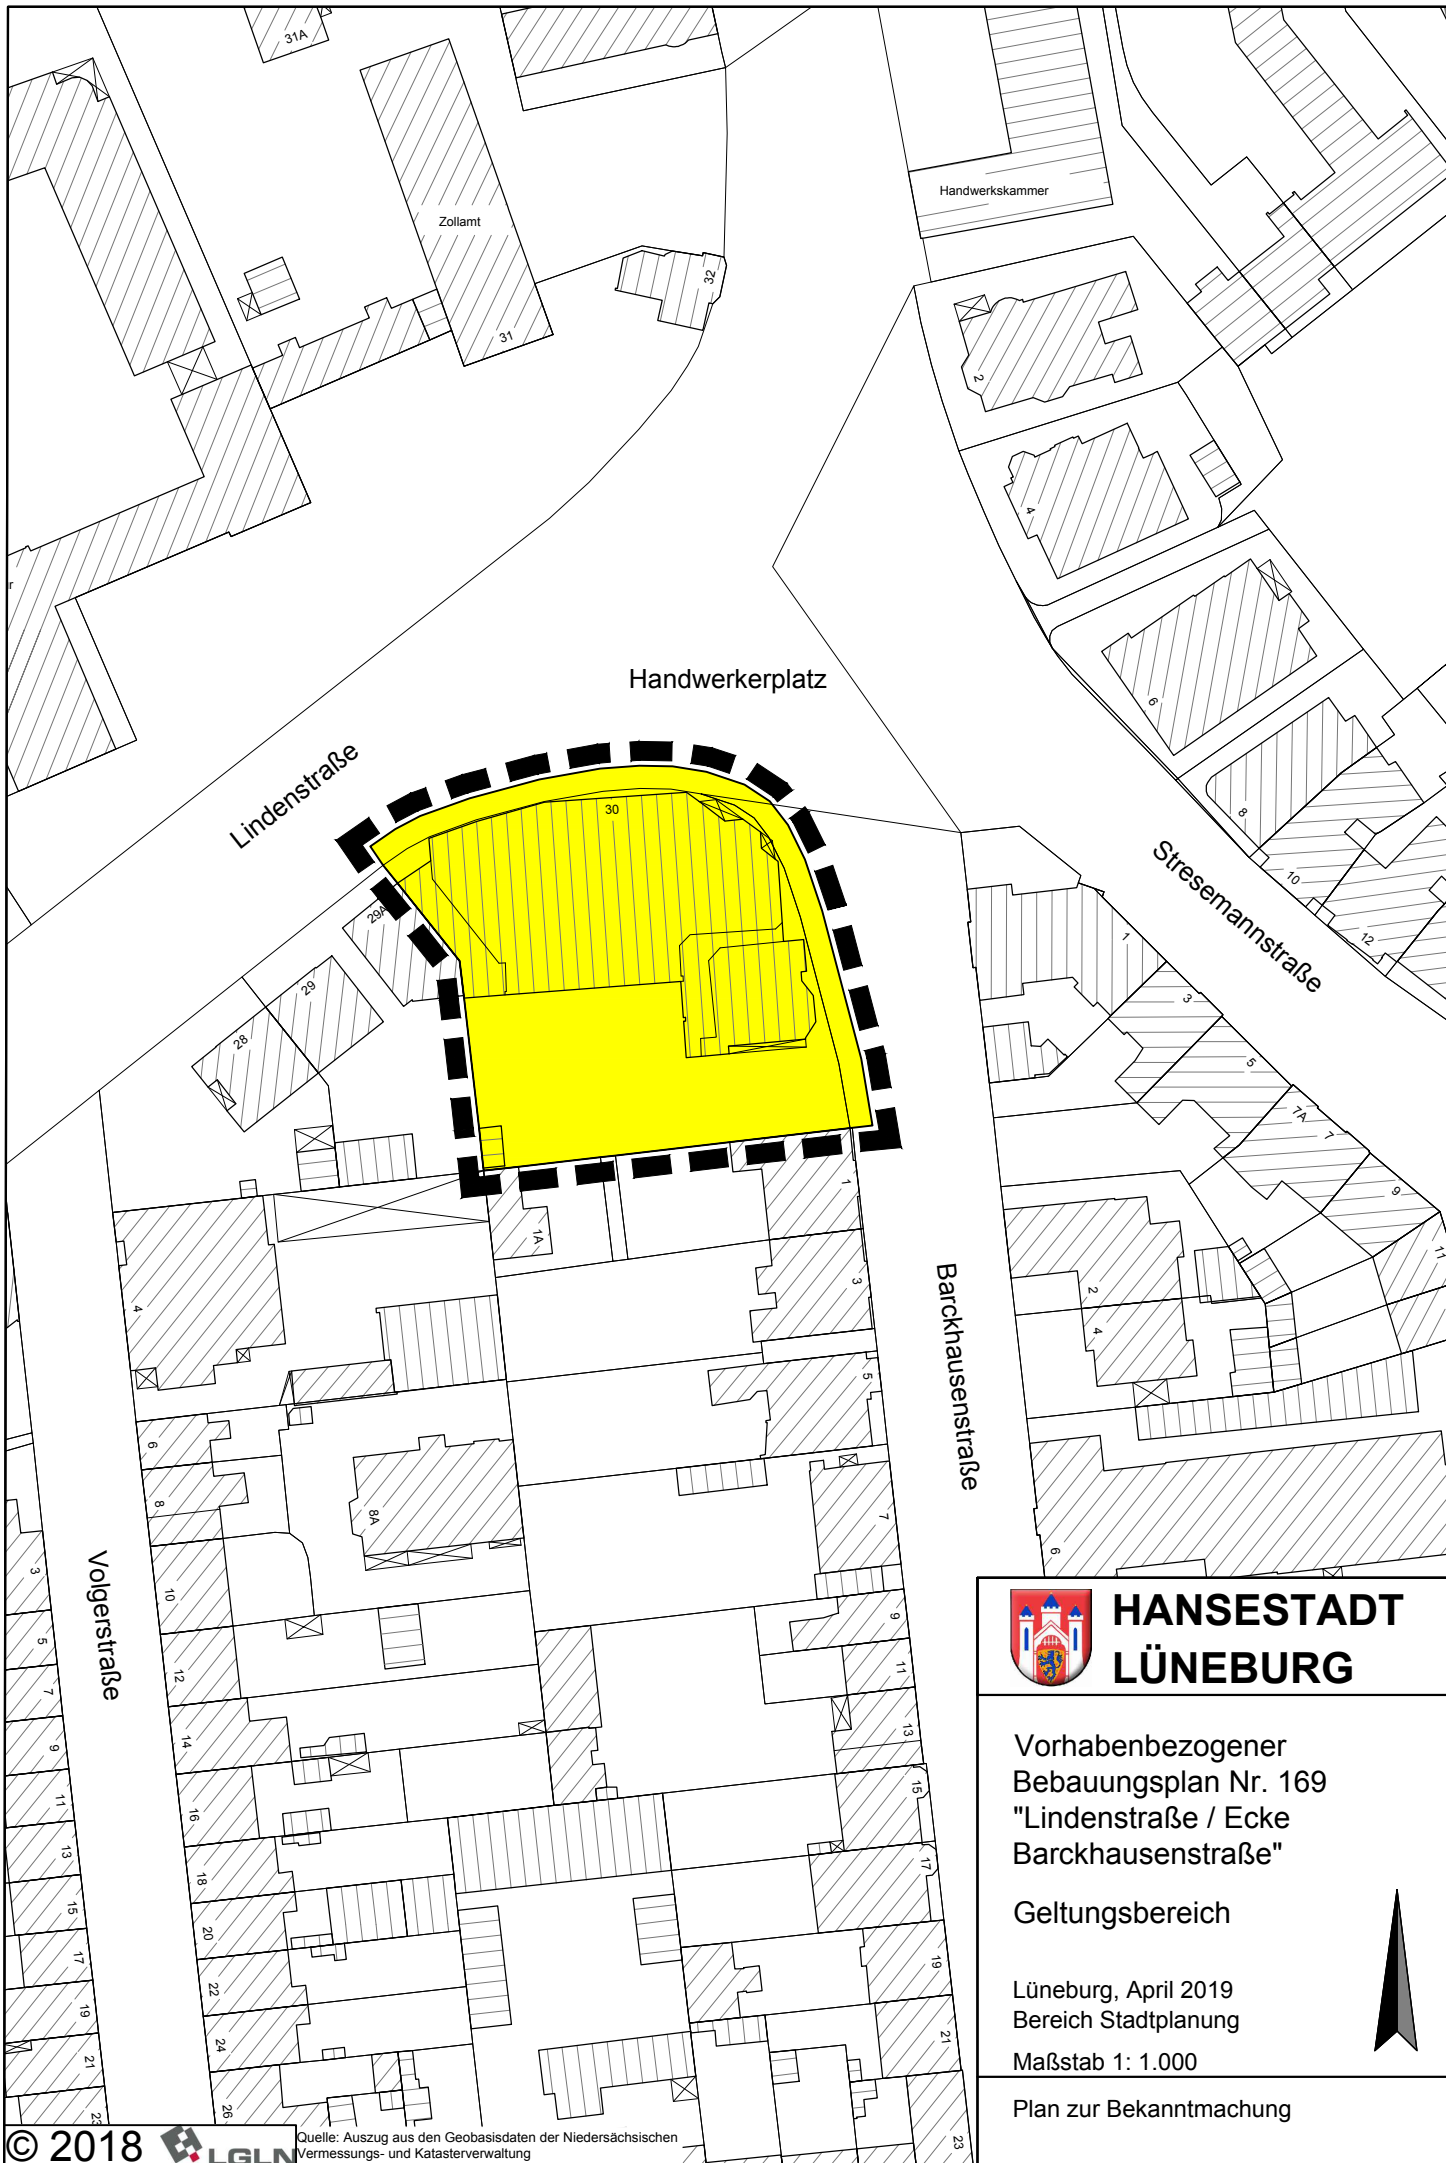 31A
Zollamt
31
32
Handwerkskammer
2
4
6
8
10
12
Handwerkerplatz
Lindenstraße
Stresemannstraße
30
29A
29
28
1
3
5
7A
7
9
11
1
1A
3
5
7
9
11
13
15
17
19
21
23
Barckhausenstraße
2
4
6
4
6
8
8A
10
12
14
16
18
20
22
24
26
Volgerstraße
3
5
7
9
11
13
15
17
19
21
23
HANSESTADT
LÜNEBURG
Vorhabenbezogener
Bebauungsplan Nr. 169
"Lindenstraße / Ecke
Barckhausenstraße"
Geltungsbereich
Lüneburg, April 2019
Bereich Stadtplanung
Maßstab 1: 1.000
Plan zur Bekanntmachung
© 2018 LGLN
Quelle: Auszug aus den Geobasisdaten der Niedersächsischen
Vermessungs- und Katasterverwaltung